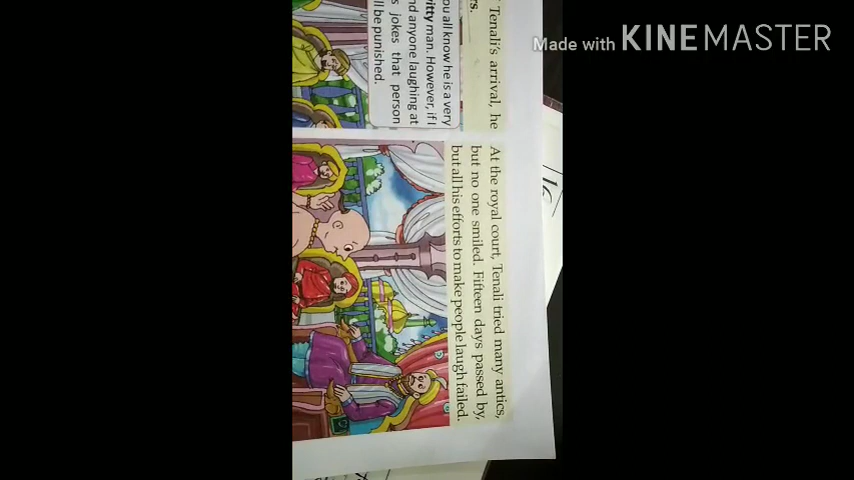 Made with KINEMASTER
Tenali's arrival, he
rs.
ou all know he is a very
itty man. However, if I
nd anyone laughing at
s jokes that person
ll be punished.
At the royal court, Tenali tried many antics,
but no one smiled. Fifteen days passed by,
but all his efforts to make people laugh failed.